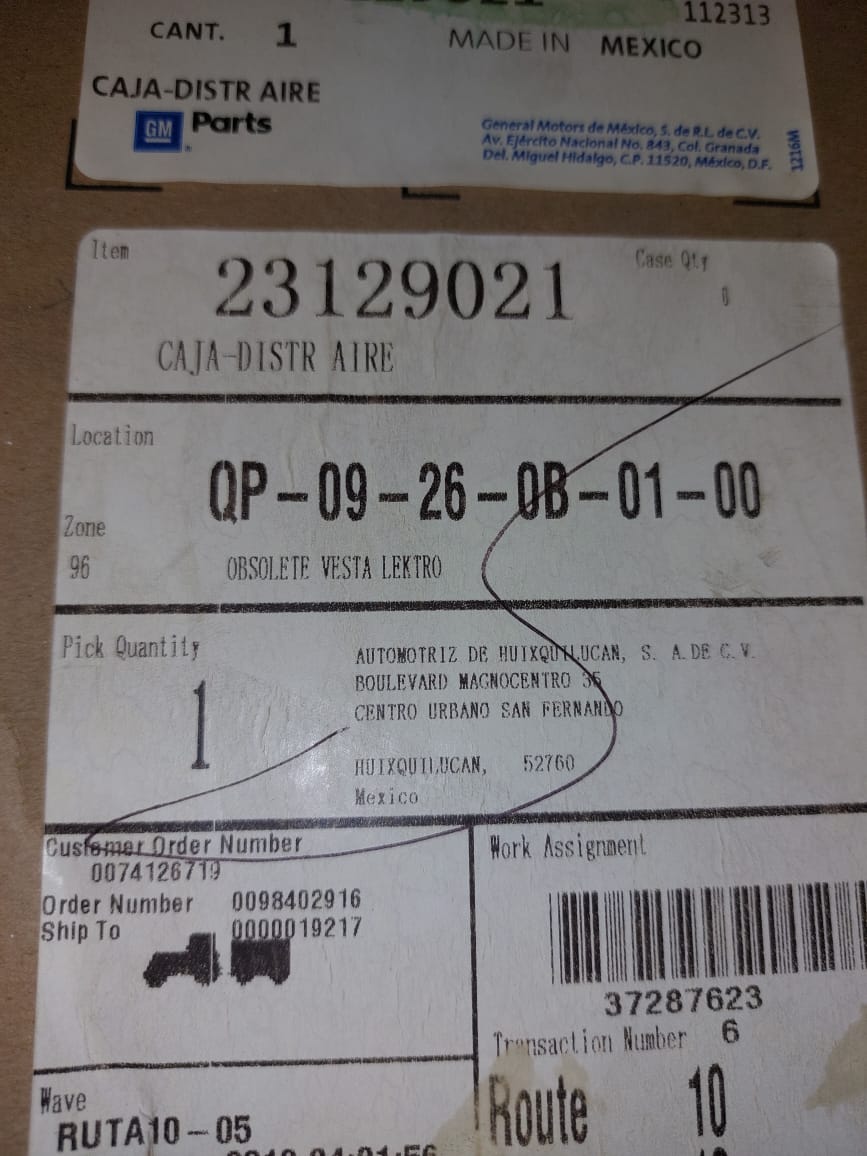 112313
CANT. 1 MADE IN MEXICO
CAJA-DISTR AIRE
GM Parts
General Motors de México, S. de R.L. de C.V.
Av. Ejército Nacional No. 843, Col. Granada
Del. Miguel Hidalgo, C.P. 11520, México, D.F.
1216M
Item
Case Qty
23129021
0
CAJA-DISTR AIRE
Location
QP-09-26-0B-01-00
Zone
96 OBSOLETE VESTA LEKTRO
Pick Quantity
1
AUTOMOTRIZ DE HUIXQUILUCAN, S. A.DE C.V.
BOULEVARD MAGNOCENTRO 35
CENTRO URBANO SAN FERNANDO
HUIXQUILUCAN, 52760
Mexico
Customer Order Number
0074126719
Order Number 0098402916
Ship To 0000019217
Work Assignment
37287623
Transaction Number 6
Wave
RUTA10-05
Route 10